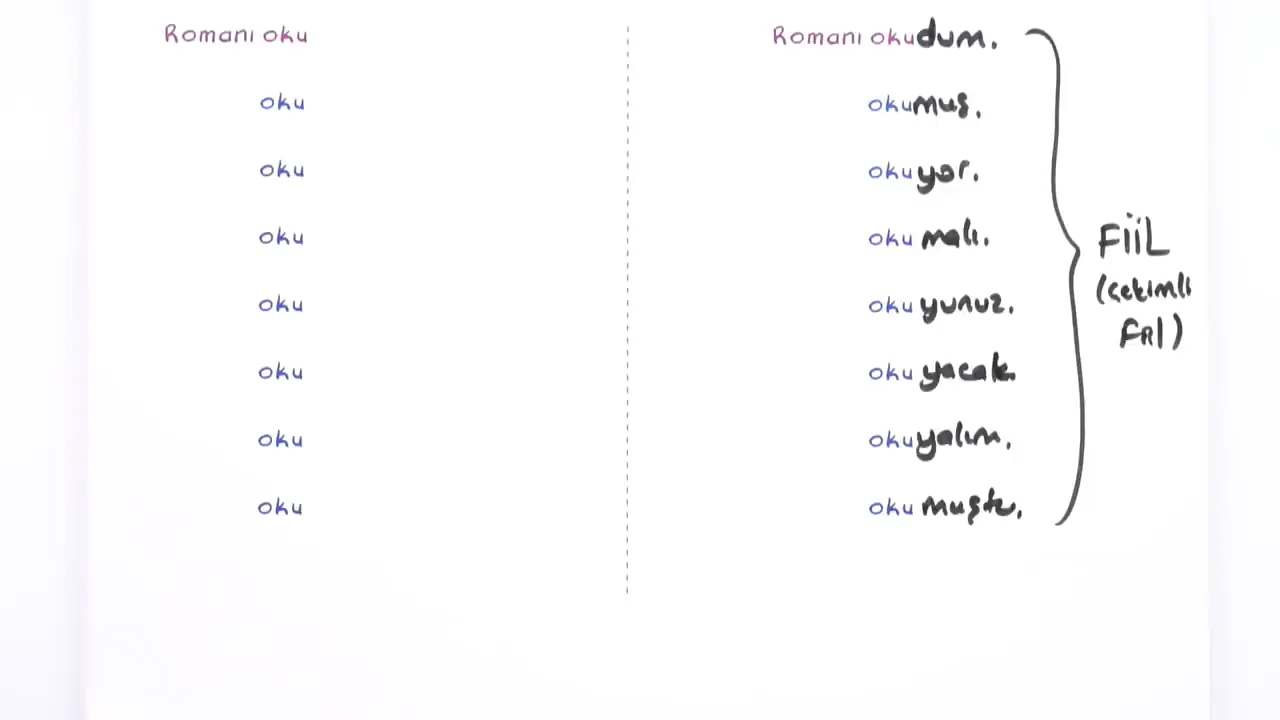 Romanı oku
oku
oku
oku
oku
oku
oku
oku
Romanı okudum.
okumuş.
okuyor.
okumalı.
okuyunuz.
okuyacak.
okuyalım.
okumuştu.
FİİL
(çekimli
fiil)